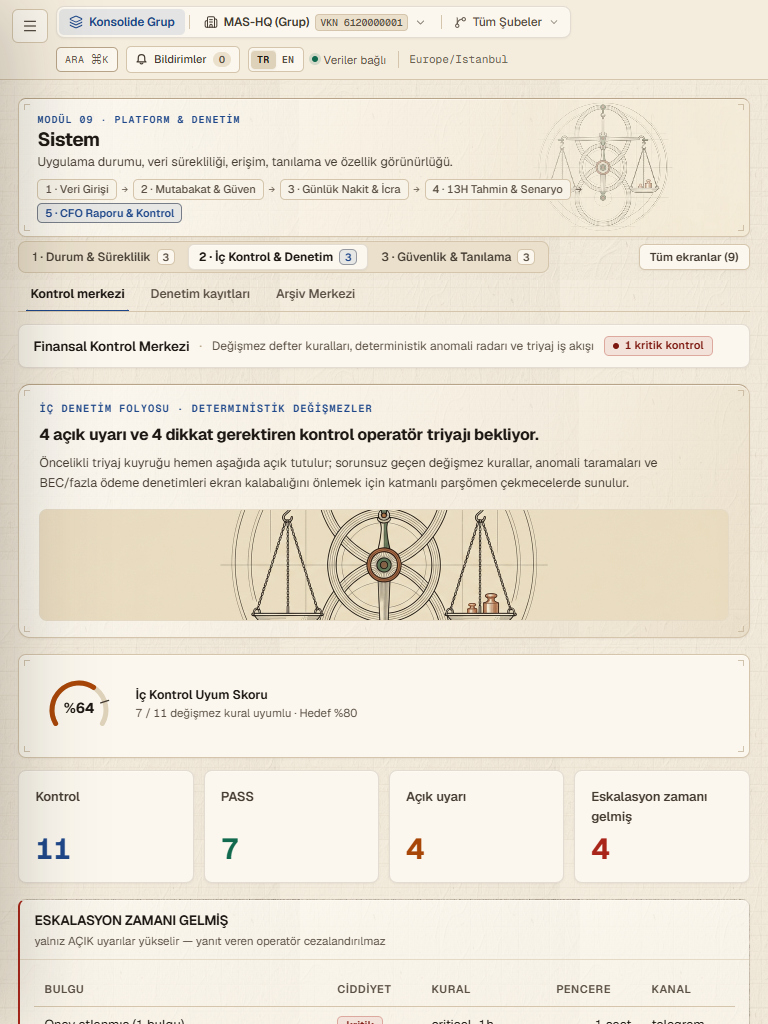 Konsolide Grup
MAS-HQ (Grup) VKN 6120000001
Tüm Şubeler
ARA ⌘K
Bildirimler 0
TR EN
Veriler bağlı
Europe/Istanbul
MODÜL 09 · PLATFORM & DENETİM
Sistem
Uygulama durumu, veri sürekliliği, erişim, tanılama ve özellik görünürlüğü.
1 · Veri Girişi → 2 · Mutabakat & Güven → 3 · Günlük Nakit & İcra → 4 · 13H Tahmin & Senaryo →
5 · CFO Raporu & Kontrol
1 · Durum & Süreklilik 3
2 · İç Kontrol & Denetim 3
3 · Güvenlik & Tanılama 3
Tüm ekranlar (9)
Kontrol merkezi
Denetim kayıtları
Arşiv Merkezi
Finansal Kontrol Merkezi · Değişmez defter kuralları, deterministik anomali radarı ve triyaj iş akışı
1 kritik kontrol
İÇ DENETİM FOLYOSU · DETERMİNİSTİK DEĞİŞMEZLER
4 açık uyarı ve 4 dikkat gerektiren kontrol operatör triyajı bekliyor.
Öncelikli triyaj kuyruğu hemen aşağıda açık tutulur; sorunsuz geçen değişmez kurallar, anomali taramaları ve
BEC/fazla ödeme denetimleri ekran kalabalığını önlemek için katmanlı parşömen çekmecelerde sunulur.
%64
İç Kontrol Uyum Skoru
7 / 11 değişmez kural uyumlu · Hedef %80
Kontrol
11
PASS
7
Açık uyarı
4
Eskalasyon zamanı
gelmiş
4
ESKALASYON ZAMANI GELMİŞ
yalnız AÇIK uyarılar yükselir — yanıt veren operatör cezalandırılmaz
BULGU CİDDİYET KURAL PENCERE KANAL
Onay atlanmış (1 bulgu) kritik critical_1h 1 saat telegram